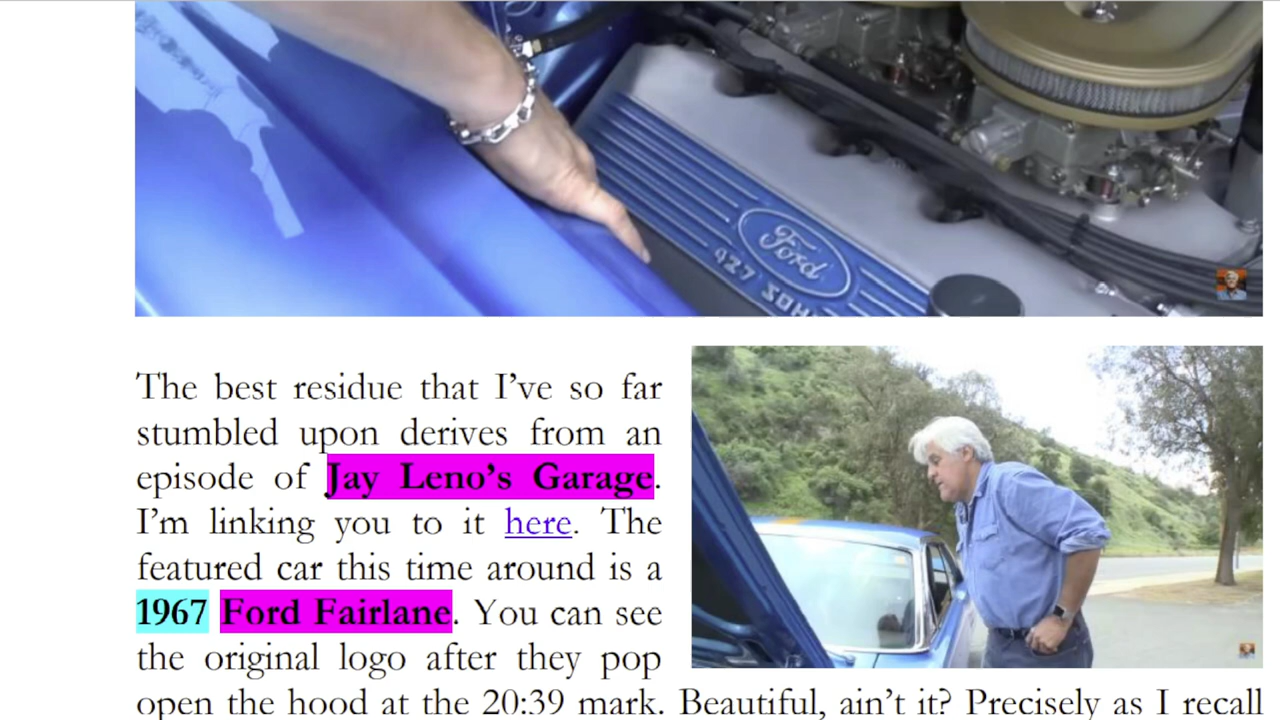 Ford
427 SOH
The best residue that I’ve so far
stumbled upon derives from an
episode of Jay Leno’s Garage.
I’m linking you to it here. The
featured car this time around is a
1967 Ford Fairlane. You can see
the original logo after they pop
open the hood at the 20:39 mark. Beautiful, ain’t it? Precisely as I recall